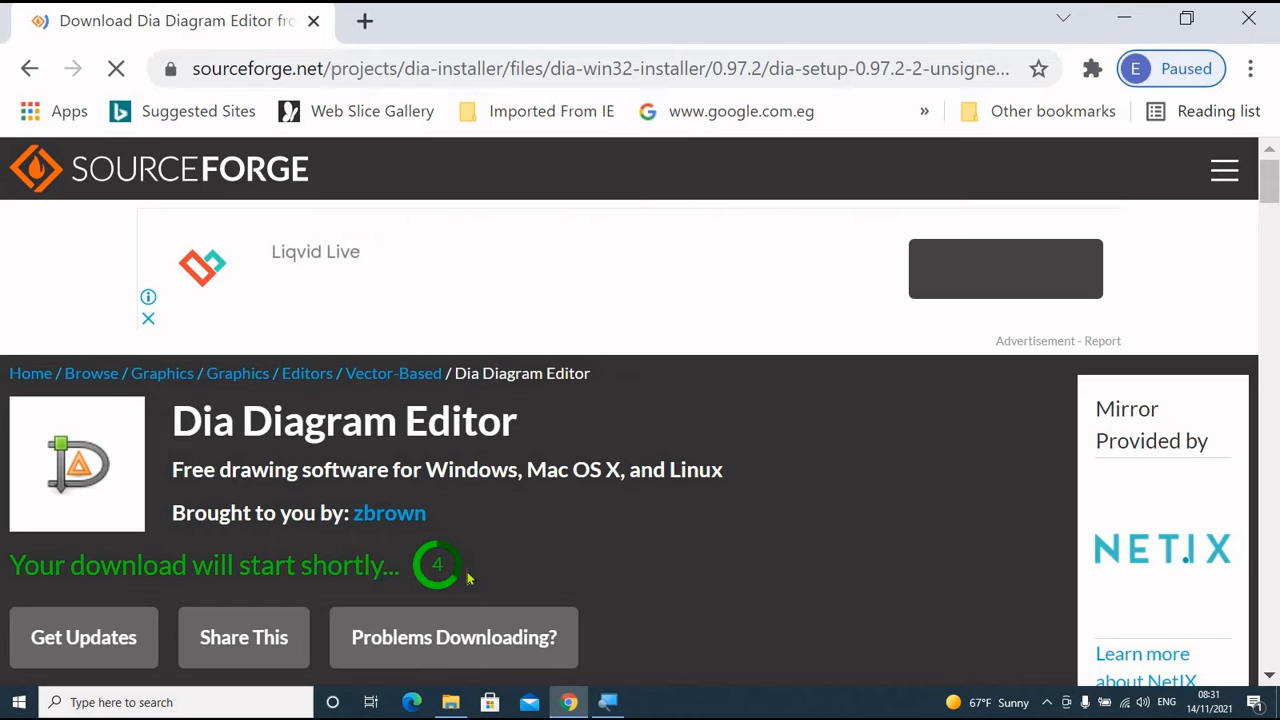 Download Dia Diagram Editor fro
sourceforge.net/projects/diainstaller/files/dia-win32-installer/0.97.2/dia-setup-0.97.2-2-unsigne...
E Paused
Apps Suggested Sites Web Slice Gallery Imported From IE www.google.com.eg » Other bookmarks Reading list
SOURCEFORGE
Liqvid Live
Advertisement - Report
Home / Browse / Graphics / Graphics / Editors / Vector-Based / Dia Diagram Editor
Dia Diagram Editor
Free drawing software for Windows, Mac OS X, and Linux
Brought to you by: zbrown
Your download will start shortly... 4
Get Updates Share This Problems Downloading?
Mirror
Provided by
NETIX
Learn more
about NetIX
Type here to search
67°F Sunny
ENG
08:31
14/11/2021
1